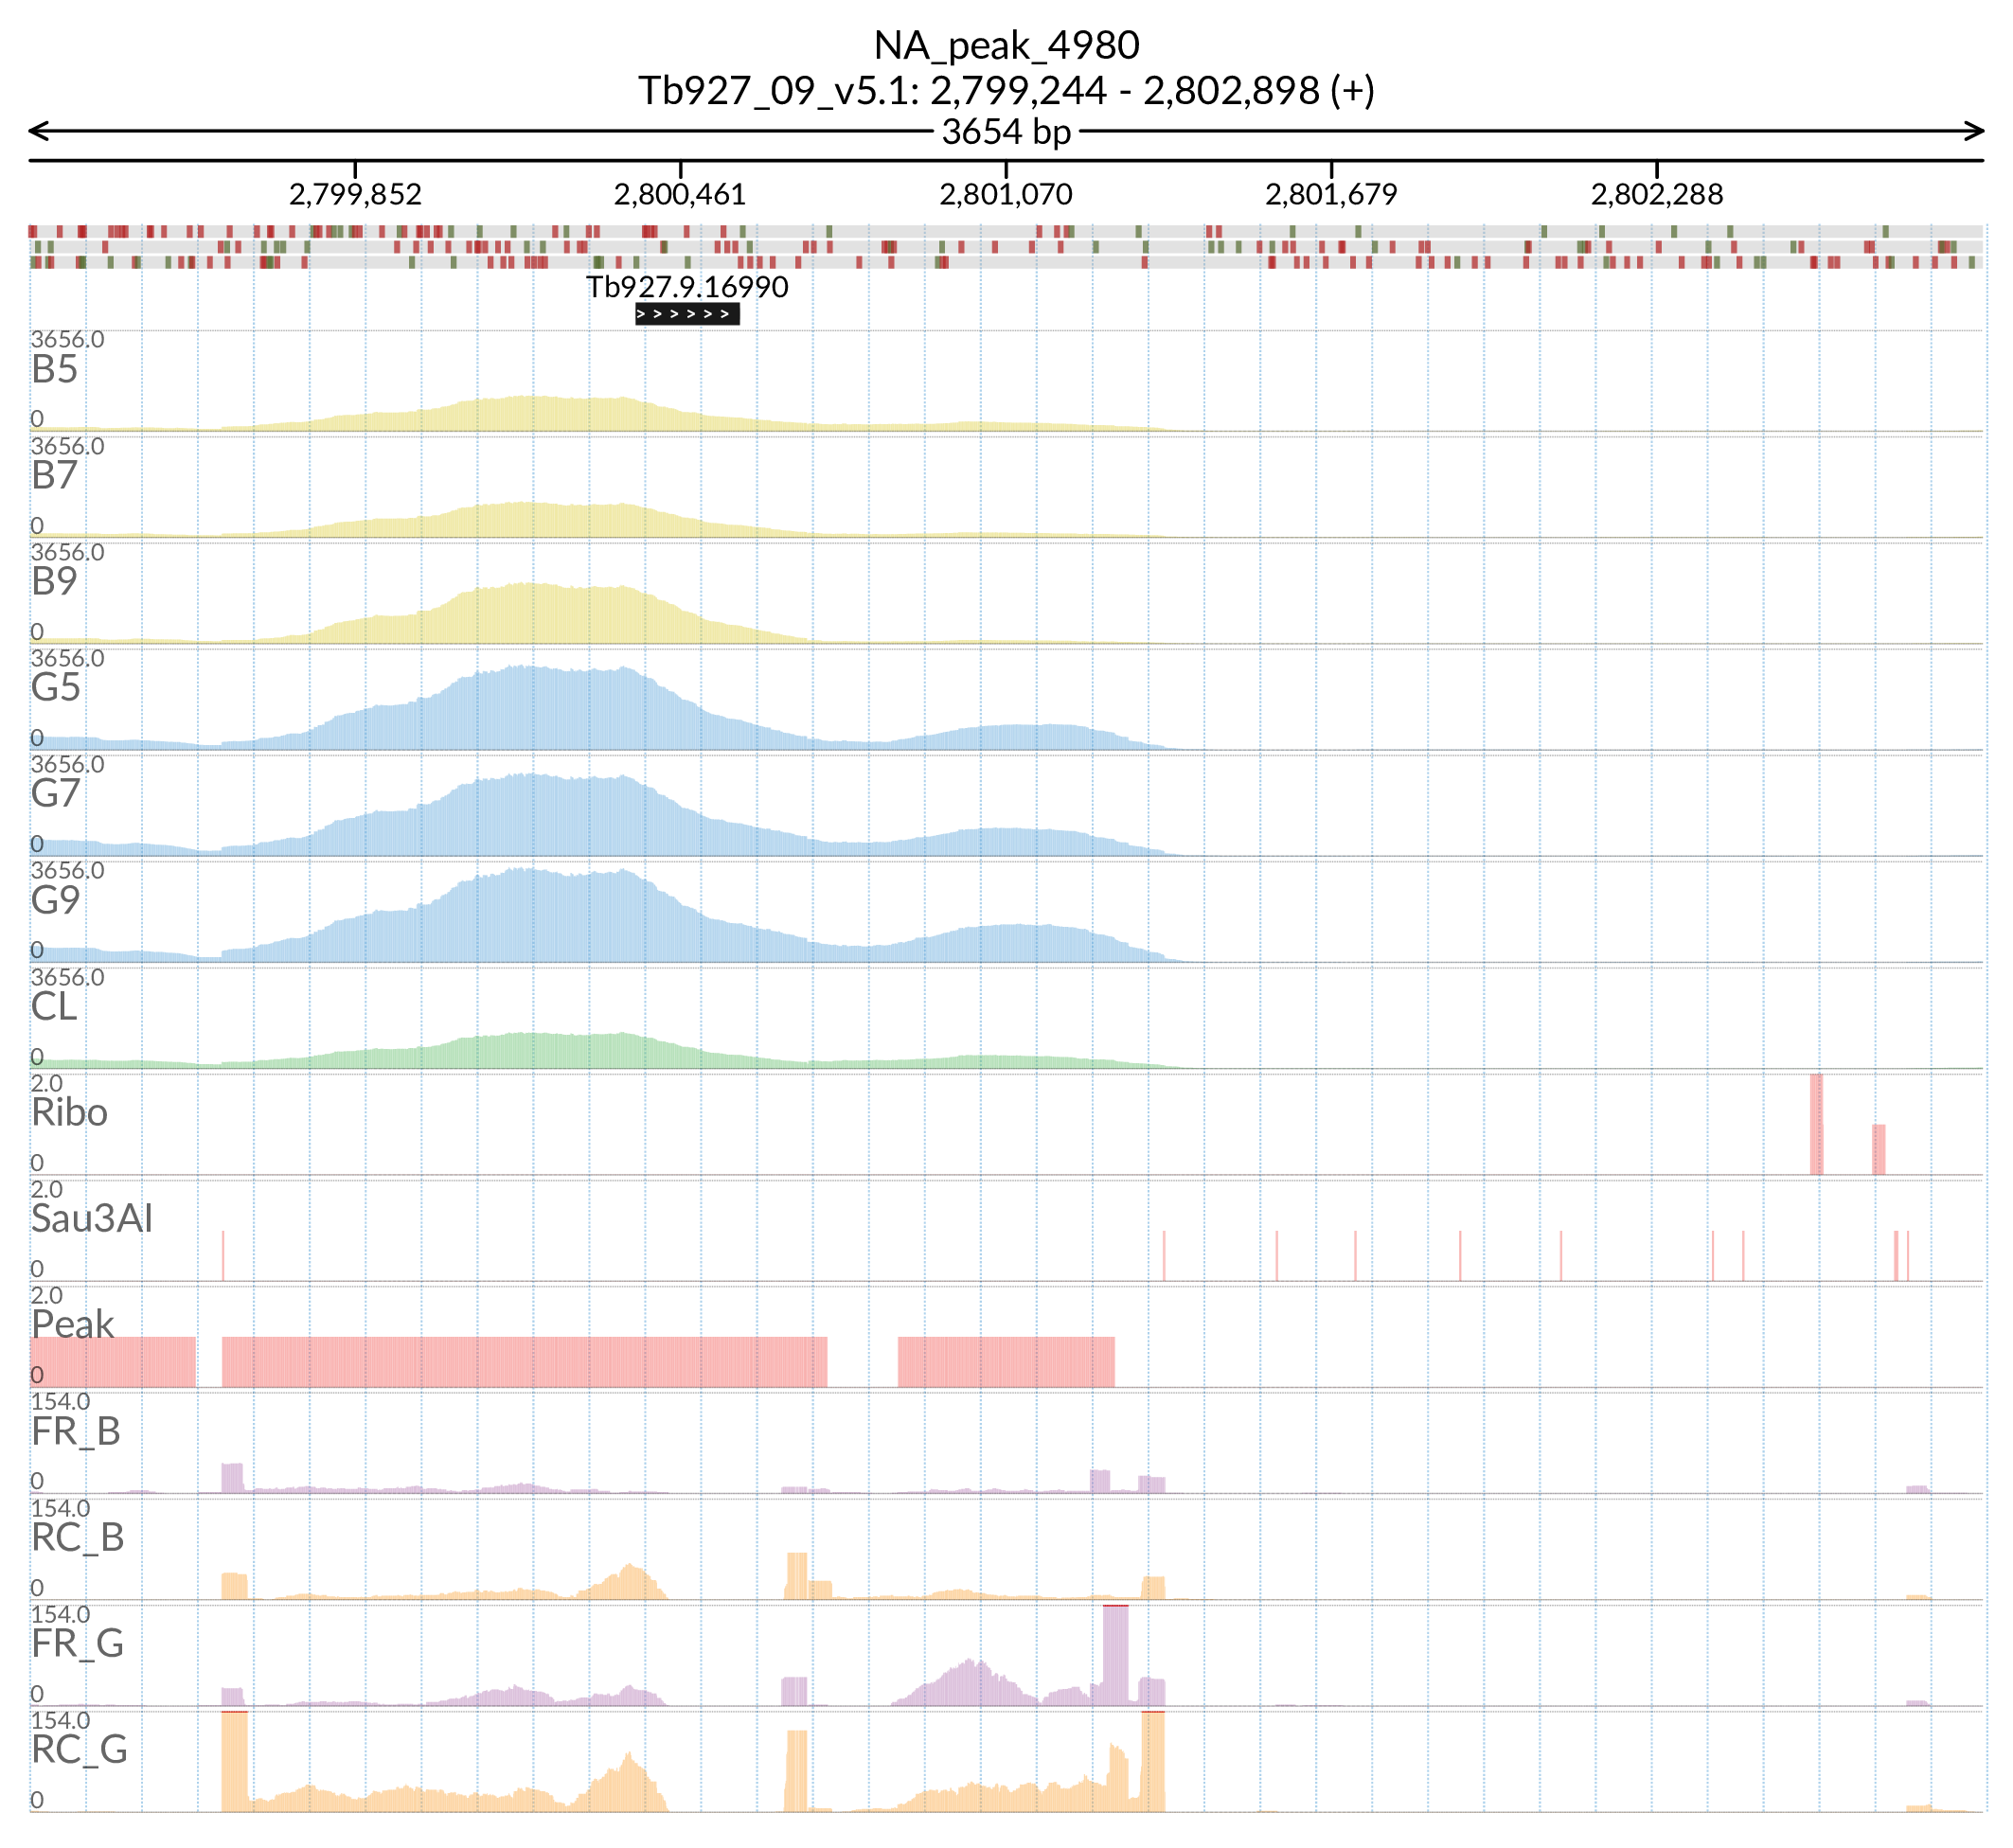 NA_peak_4980
Tb927_09_v5.1: 2,799,244 - 2,802,898 (+)
3654 bp
2,799,852 2,800,461 2,801,070 2,801,679 2,802,288
Tb927.9.16990
> > > > > >
3656.0
B5
0
3656.0
B7
0
3656.0
B9
0
3656.0
G5
0
3656.0
G7
0
3656.0
G9
0
3656.0
CL
0
2.0
Ribo
0
2.0
Sau3AI
0
2.0
Peak
0
154.0
FR_B
0
154.0
RC_B
0
154.0
FR_G
0
154.0
RC_G
0